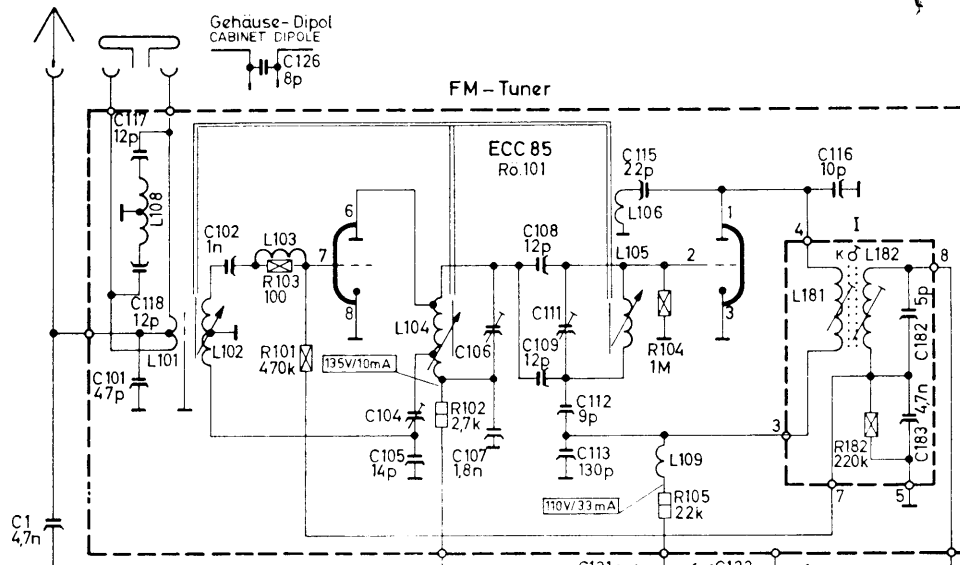 Gehäuse-Dipol
CABINET DIPOLE
C126
8p
FM-Tuner
C117
12p
L108
ECC 85
Rö.101
C115
22p
C116
10p
L106
C102
1n
L103
R103
100
6
7
8
C108
12p
L105
1
2
3
4
I
K
L182
8
C118
12p
L101
L102
L104
C106
C111
C109
12p
R104
1M
L181
C182
5p
C101
47p
R101
470k
135V/10mA
C104
R102
2,7k
C112
9p
3
R182
220k
C183
4,7n
C105
14p
C107
1,8n
C113
130p
L109
110V/33mA
R105
22k
7
5
C1
4,7n